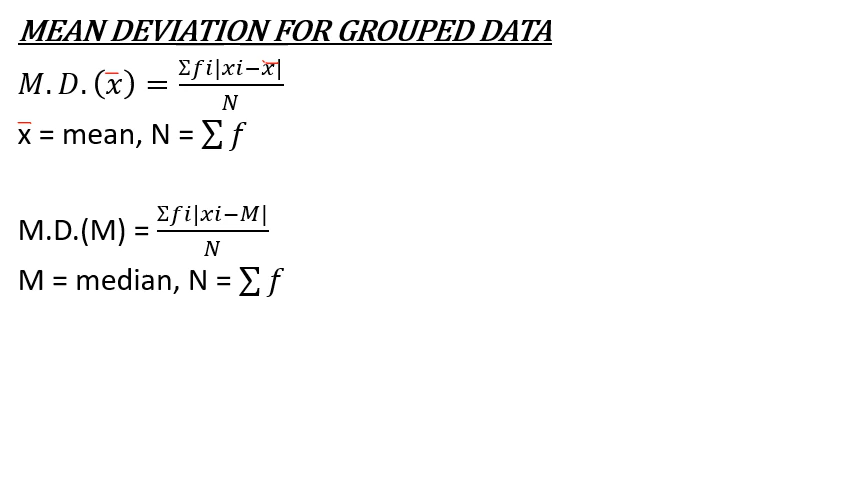 MEAN DEVIATION FOR GROUPED DATA
M.D.(x̅) = Σfi|xi−x̅| / N
x̅ = mean, N = ∑f
M.D.(M) = Σfi|xi−M| / N
M = median, N = ∑f